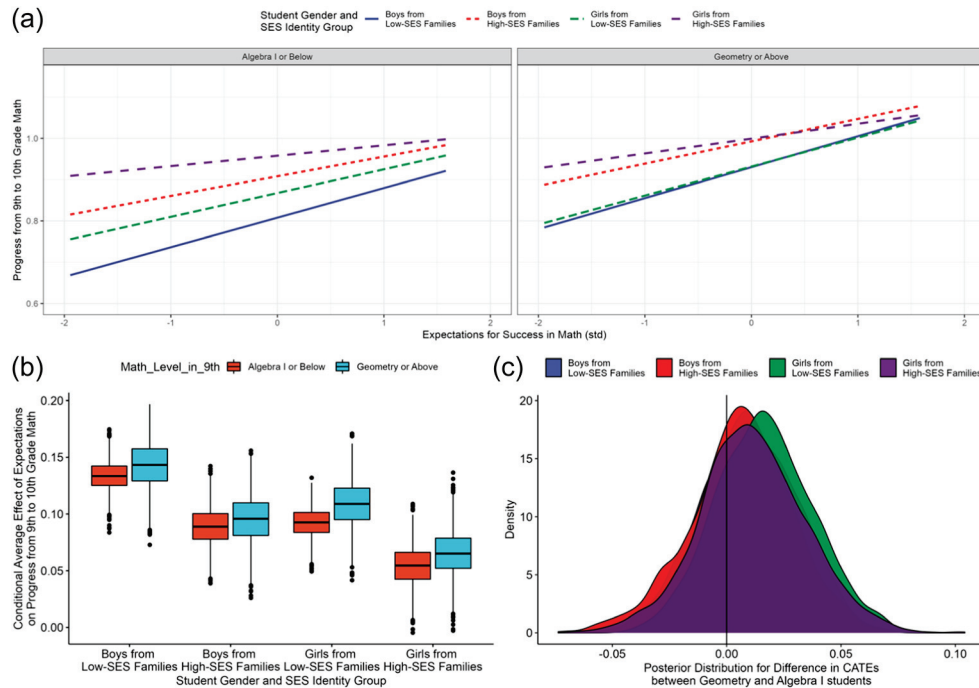 (a)
Student Gender and
SES Identity Group
Boys from
Low-SES Families
Boys from
High-SES Families
Girls from
Low-SES Families
Girls from
High-SES Families
Algebra I or Below
Geometry or Above
Progress from 9th to 10th Grade Math
1.0
0.8
0.6
-2
-1
0
1
2
-2
-1
0
1
2
Expectations for Success in Math (std)
(b)
Math_Level_in_9th
Algebra I or Below
Geometry or Above
Conditional Average Effect of Expectations
on Progress from 9th to 10th Grade Math
0.20
0.15
0.10
0.05
0.00
Boys from
Low-SES Families
Boys from
High-SES Families
Girls from
Low-SES Families
Girls from
High-SES Families
Student Gender and SES Identity Group
(c)
Boys from
Low-SES Families
Boys from
High-SES Families
Girls from
Low-SES Families
Girls from
High-SES Families
Density
20
15
10
5
0
-0.05
0.00
0.05
0.10
Posterior Distribution for Difference in CATEs
between Geometry and Algebra I students